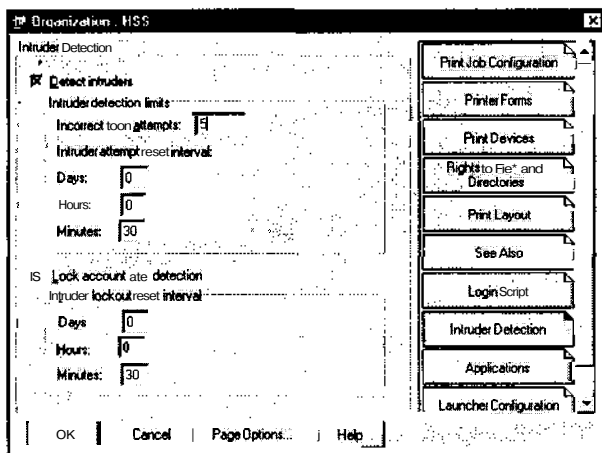 Organization . HSS
Intruder Detection
Detect intruders
Intruder detection limits
Incorrect toon attempts: 5
Intruder attempt reset interval:
Days: 0
Hours: 0
Minutes: 30
IS Lock account ate detection
Intruder lockout reset interval
Days 0
Hours: 0
Minutes: 30
OK
Cancel
Page Options...
Help
Print Job Configuration
Printer Forms
Print Devices
Rights to Fie* and
Directories
Print Layout
See Also
Login Script
Intruder Detection
Applications
Launcher Configuration